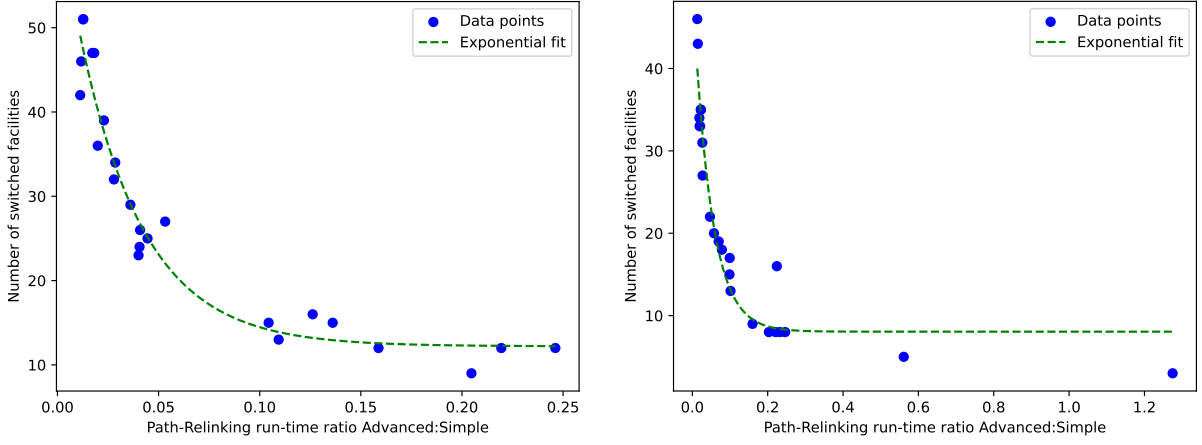 Number of switched facilities
50
40
30
20
10
0.00
0.05
0.10
0.15
0.20
0.25
Path-Relinking run-time ratio Advanced:Simple
Data points
Exponential fit
Number of switched facilities
40
30
20
10
0.0
0.2
0.4
0.6
0.8
1.0
1.2
Path-Relinking run-time ratio Advanced:Simple
Data points
Exponential fit